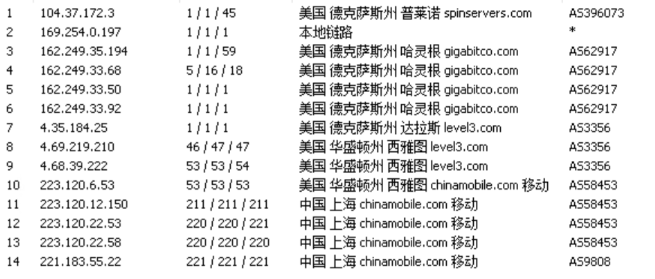 1 104.37.172.3 1 / 1 / 45 美国 德克萨斯州 普莱诺 spinservers.com AS396073
2 169.254.0.197 1 / 1 / 1 本地链路 *
3 162.249.35.194 1 / 1 / 59 美国 德克萨斯州 哈灵根 gigabitco.com AS62917
4 162.249.33.68 5 / 16 / 18 美国 德克萨斯州 哈灵根 gigabitco.com AS62917
5 162.249.33.50 1 / 1 / 1 美国 德克萨斯州 哈灵根 gigabitco.com AS62917
6 162.249.33.92 1 / 1 / 1 美国 德克萨斯州 哈灵根 gigabitco.com AS62917
7 4.35.184.25 1 / 1 / 1 美国 德克萨斯州 达拉斯 level3.com AS3356
8 4.69.219.210 46 / 47 / 47 美国 华盛顿州 西雅图 level3.com AS3356
9 4.68.39.222 53 / 53 / 54 美国 华盛顿州 西雅图 level3.com AS3356
10 223.120.6.53 53 / 53 / 53 美国 华盛顿州 西雅图 chinamobile.com 移动 AS58453
11 223.120.12.150 211 / 211 / 211 中国 上海 chinamobile.com 移动 AS58453
12 223.120.22.53 220 / 220 / 221 中国 上海 chinamobile.com 移动 AS58453
13 223.120.22.58 220 / 220 / 220 中国 上海 chinamobile.com 移动 AS58453
14 221.183.55.22 221 / 221 / 221 中国 上海 chinamobile.com 移动 AS9808